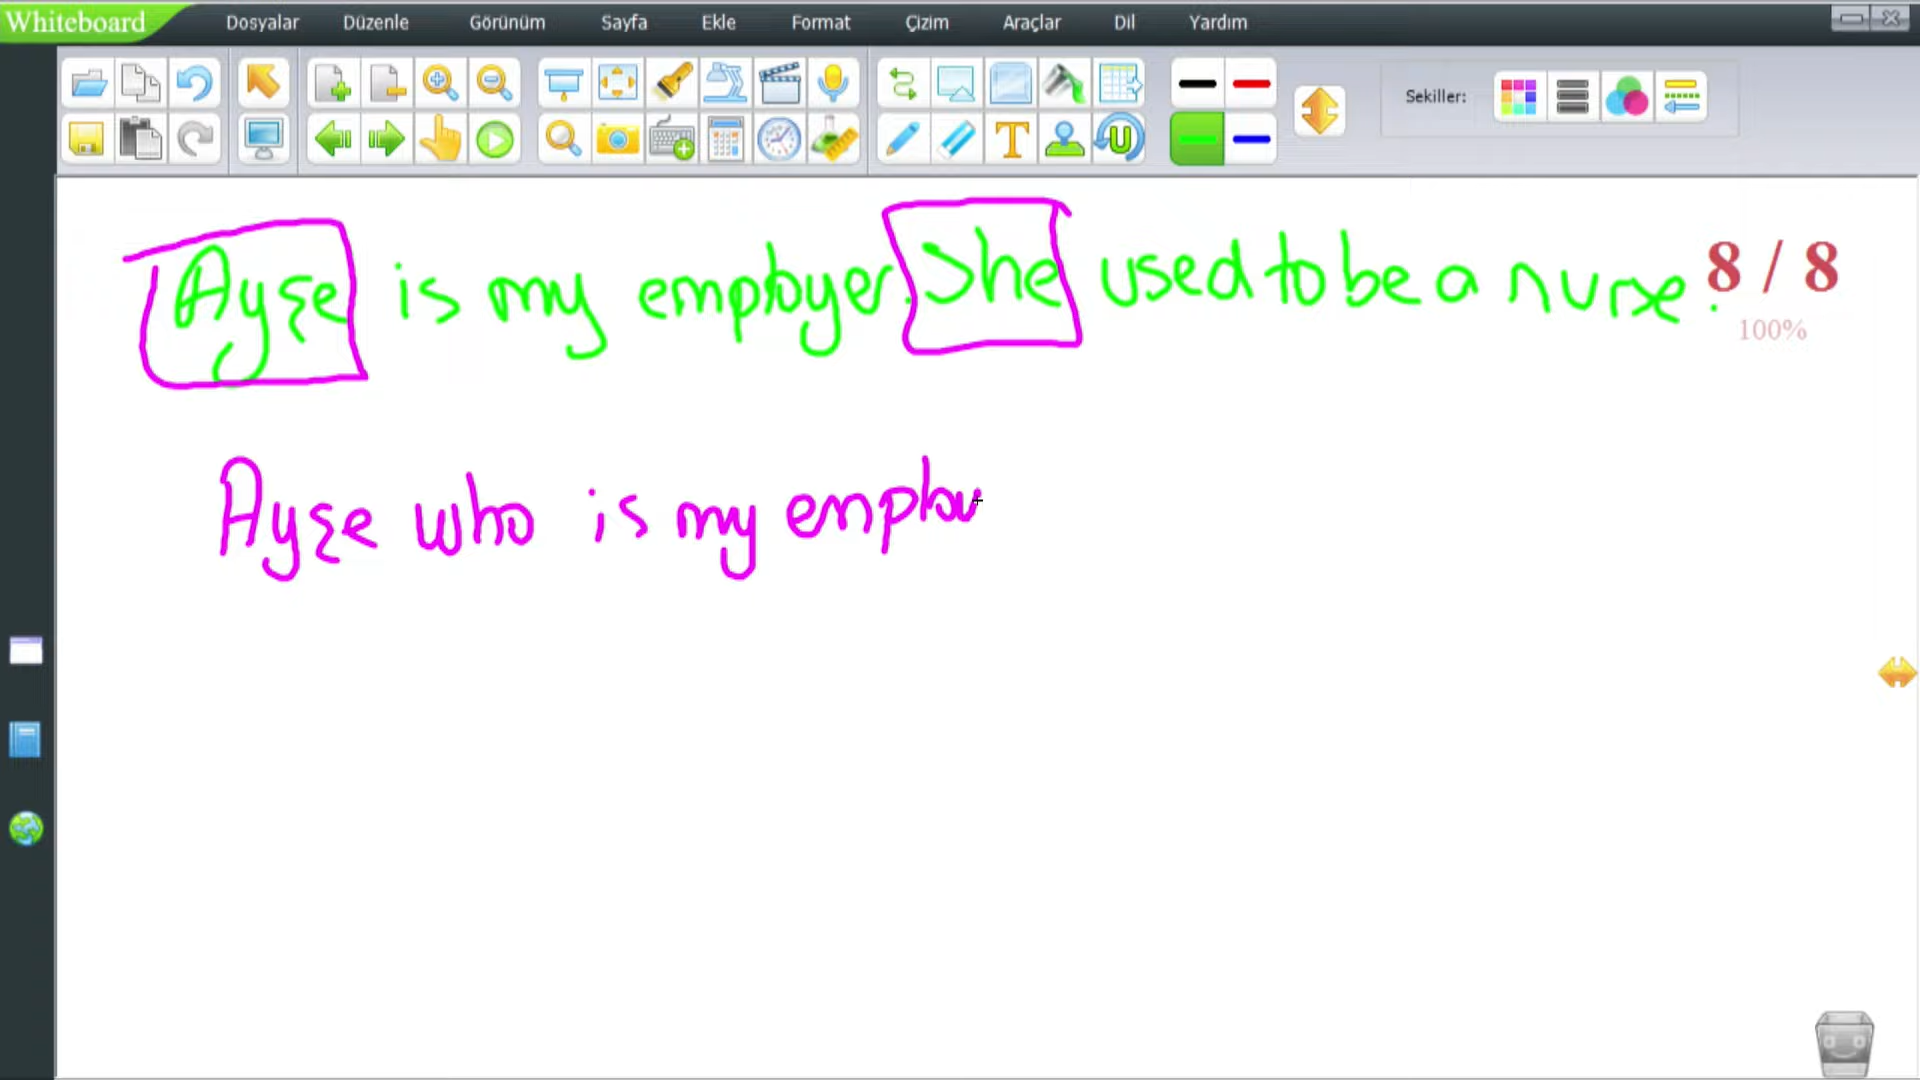 Whiteboard Dosyalar Düzenle Görünüm Sayfa Ekle Format Çizim Araçlar Dil Yardım
Sekiller:
Ayşe is my employer. She used to be a nurse.
8 / 8
100%
Ayşe who is my employ